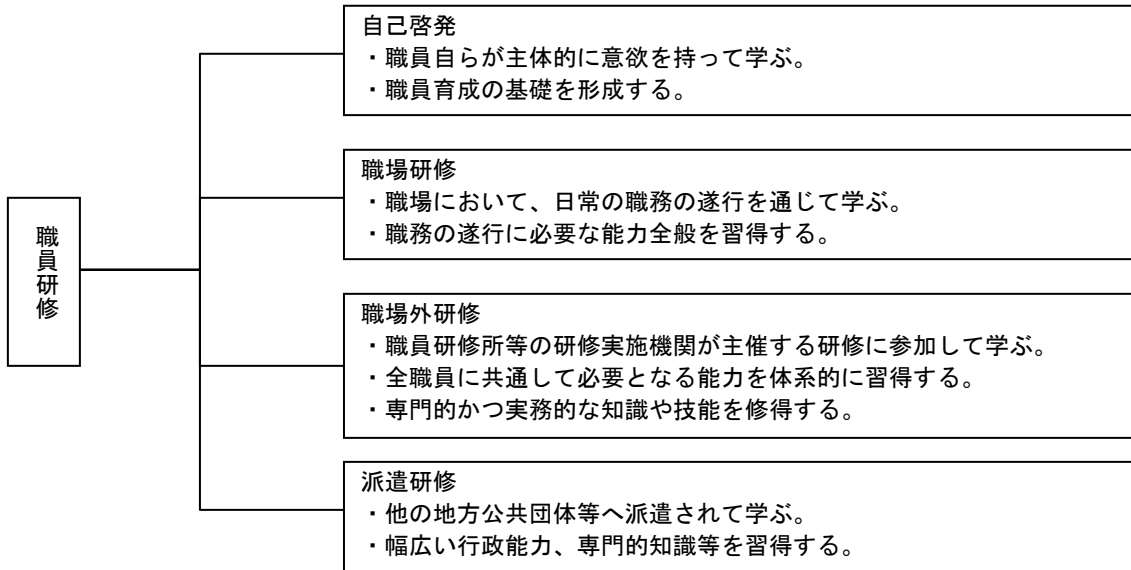 職員研修
自己啓発
・職員自らが主体的に意欲を持って学ぶ。
・職員育成の基礎を形成する。
職場研修
・職場において、日常の職務の遂行を通じて学ぶ。
・職務の遂行に必要な能力全般を習得する。
職場外研修
・職員研修所等の研修実施機関が主催する研修に参加して学ぶ。
・全職員に共通して必要となる能力を体系的に習得する。
・専門的かつ実務的な知識や技能を修得する。
派遣研修
・他の地方公共団体等へ派遣されて学ぶ。
・幅広い行政能力、専門的知識等を習得する。